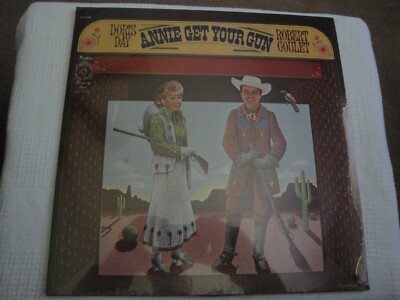 DORIS
DAY
ANNIE GET YOUR GUN
ROBERT
GOULET